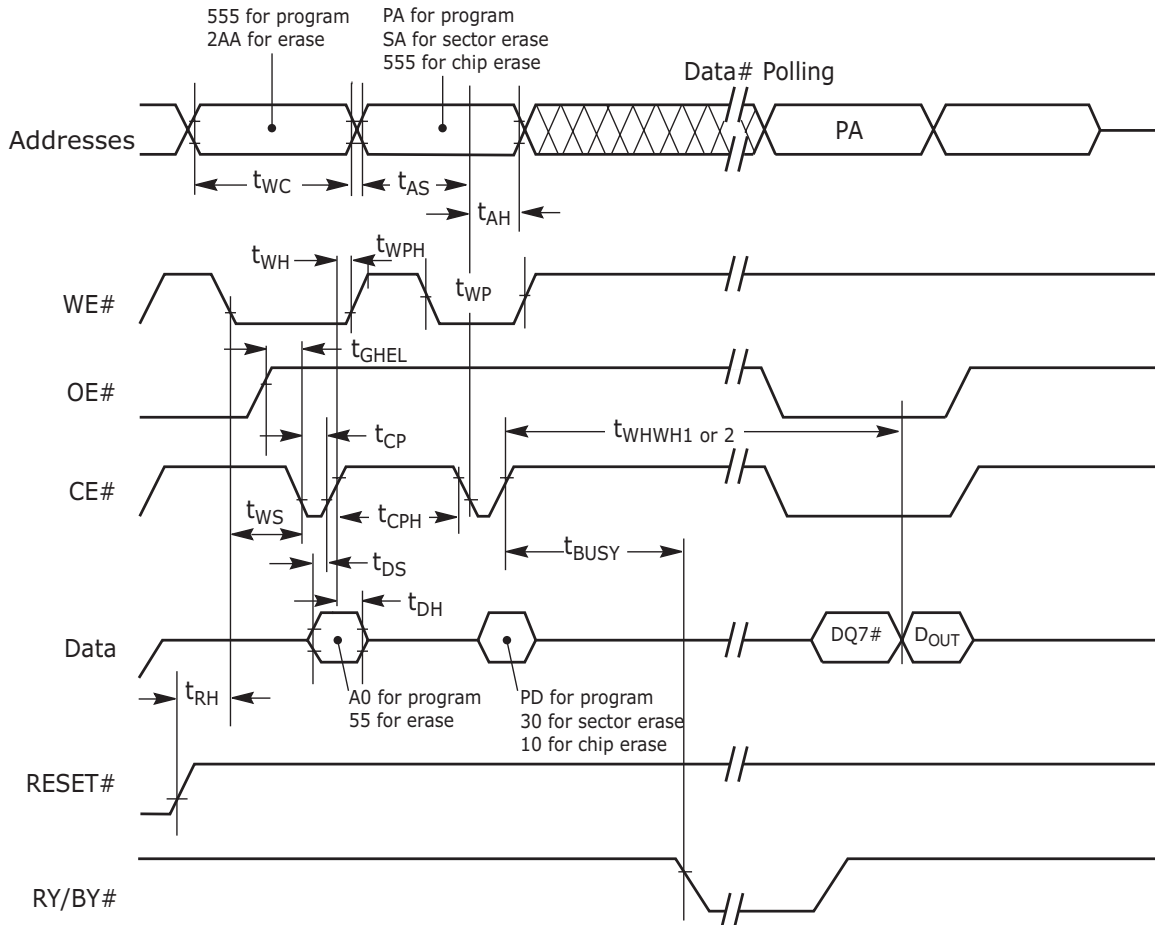 555 for program
2AA for erase
PA for program
SA for sector erase
555 for chip erase
Data# Polling
Addresses
PA
tWC
tAS
tAH
tWH
tWPH
tWP
WE#
tGHEL
OE#
tWHWH1 or 2
tCP
CE#
tWS
tCPH
tBUSY
tDS
tDH
Data
DQ7#
DOUT
tRH
A0 for program
55 for erase
PD for program
30 for sector erase
10 for chip erase
RESET#
RY/BY#